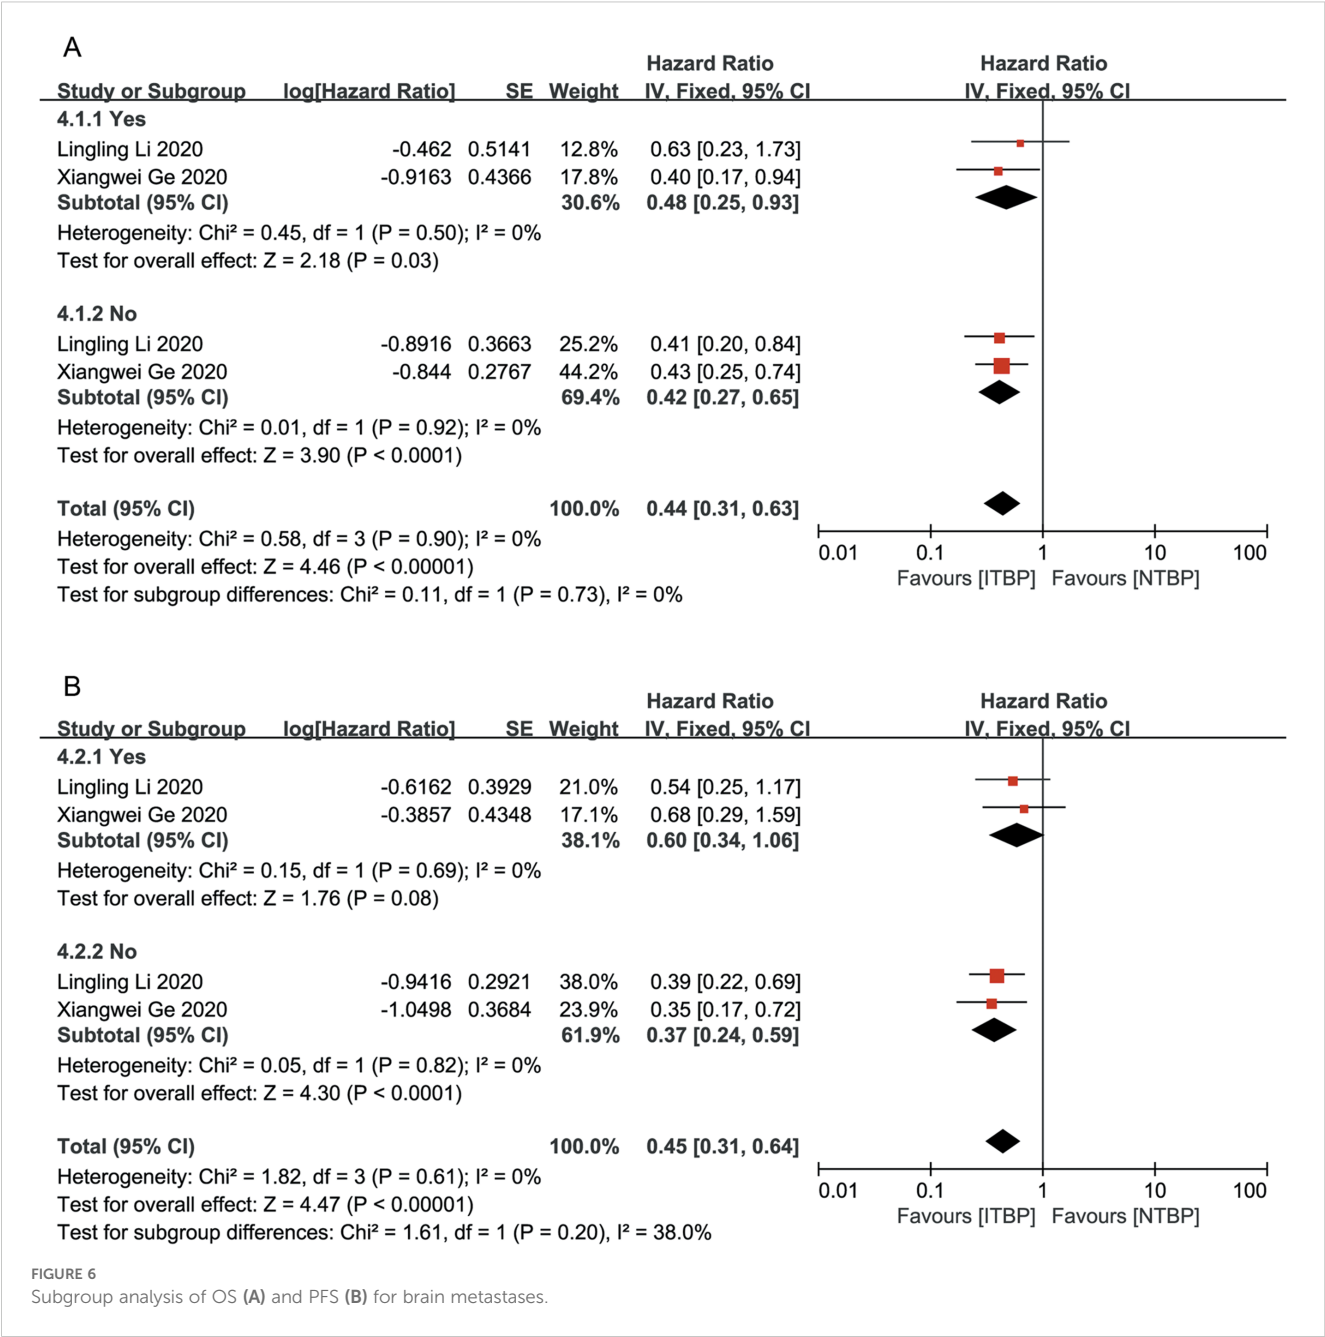 A
Hazard Ratio Hazard Ratio
Study or Subgroup log[Hazard Ratio] SE Weight IV, Fixed, 95% CI IV, Fixed, 95% CI
4.1.1 Yes
Lingling Li 2020 -0.462 0.5141 12.8% 0.63 [0.23, 1.73]
Xiangwei Ge 2020 -0.9163 0.4366 17.8% 0.40 [0.17, 0.94]
Subtotal (95% CI) 30.6% 0.48 [0.25, 0.93]
Heterogeneity: Chi² = 0.45, df = 1 (P = 0.50); I² = 0%
Test for overall effect: Z = 2.18 (P = 0.03)
4.1.2 No
Lingling Li 2020 -0.8916 0.3663 25.2% 0.41 [0.20, 0.84]
Xiangwei Ge 2020 -0.844 0.2767 44.2% 0.43 [0.25, 0.74]
Subtotal (95% CI) 69.4% 0.42 [0.27, 0.65]
Heterogeneity: Chi² = 0.01, df = 1 (P = 0.92); I² = 0%
Test for overall effect: Z = 3.90 (P < 0.0001)
Total (95% CI) 100.0% 0.44 [0.31, 0.63]
Heterogeneity: Chi² = 0.58, df = 3 (P = 0.90); I² = 0%
Test for overall effect: Z = 4.46 (P < 0.00001)
Test for subgroup differences: Chi² = 0.11, df = 1 (P = 0.73), I² = 0%
0.01 0.1 1 10 100
Favours [ITBP] Favours [NTBP]
B
Hazard Ratio Hazard Ratio
Study or Subgroup log[Hazard Ratio] SE Weight IV, Fixed, 95% CI IV, Fixed, 95% CI
4.2.1 Yes
Lingling Li 2020 -0.6162 0.3929 21.0% 0.54 [0.25, 1.17]
Xiangwei Ge 2020 -0.3857 0.4348 17.1% 0.68 [0.29, 1.59]
Subtotal (95% CI) 38.1% 0.60 [0.34, 1.06]
Heterogeneity: Chi² = 0.15, df = 1 (P = 0.69); I² = 0%
Test for overall effect: Z = 1.76 (P = 0.08)
4.2.2 No
Lingling Li 2020 -0.9416 0.2921 38.0% 0.39 [0.22, 0.69]
Xiangwei Ge 2020 -1.0498 0.3684 23.9% 0.35 [0.17, 0.72]
Subtotal (95% CI) 61.9% 0.37 [0.24, 0.59]
Heterogeneity: Chi² = 0.05, df = 1 (P = 0.82); I² = 0%
Test for overall effect: Z = 4.30 (P < 0.0001)
Total (95% CI) 100.0% 0.45 [0.31, 0.64]
Heterogeneity: Chi² = 1.82, df = 3 (P = 0.61); I² = 0%
Test for overall effect: Z = 4.47 (P < 0.00001)
Test for subgroup differences: Chi² = 1.61, df = 1 (P = 0.20), I² = 38.0%
0.01 0.1 1 10 100
Favours [ITBP] Favours [NTBP]
FIGURE 6
Subgroup analysis of OS (A) and PFS (B) for brain metastases.